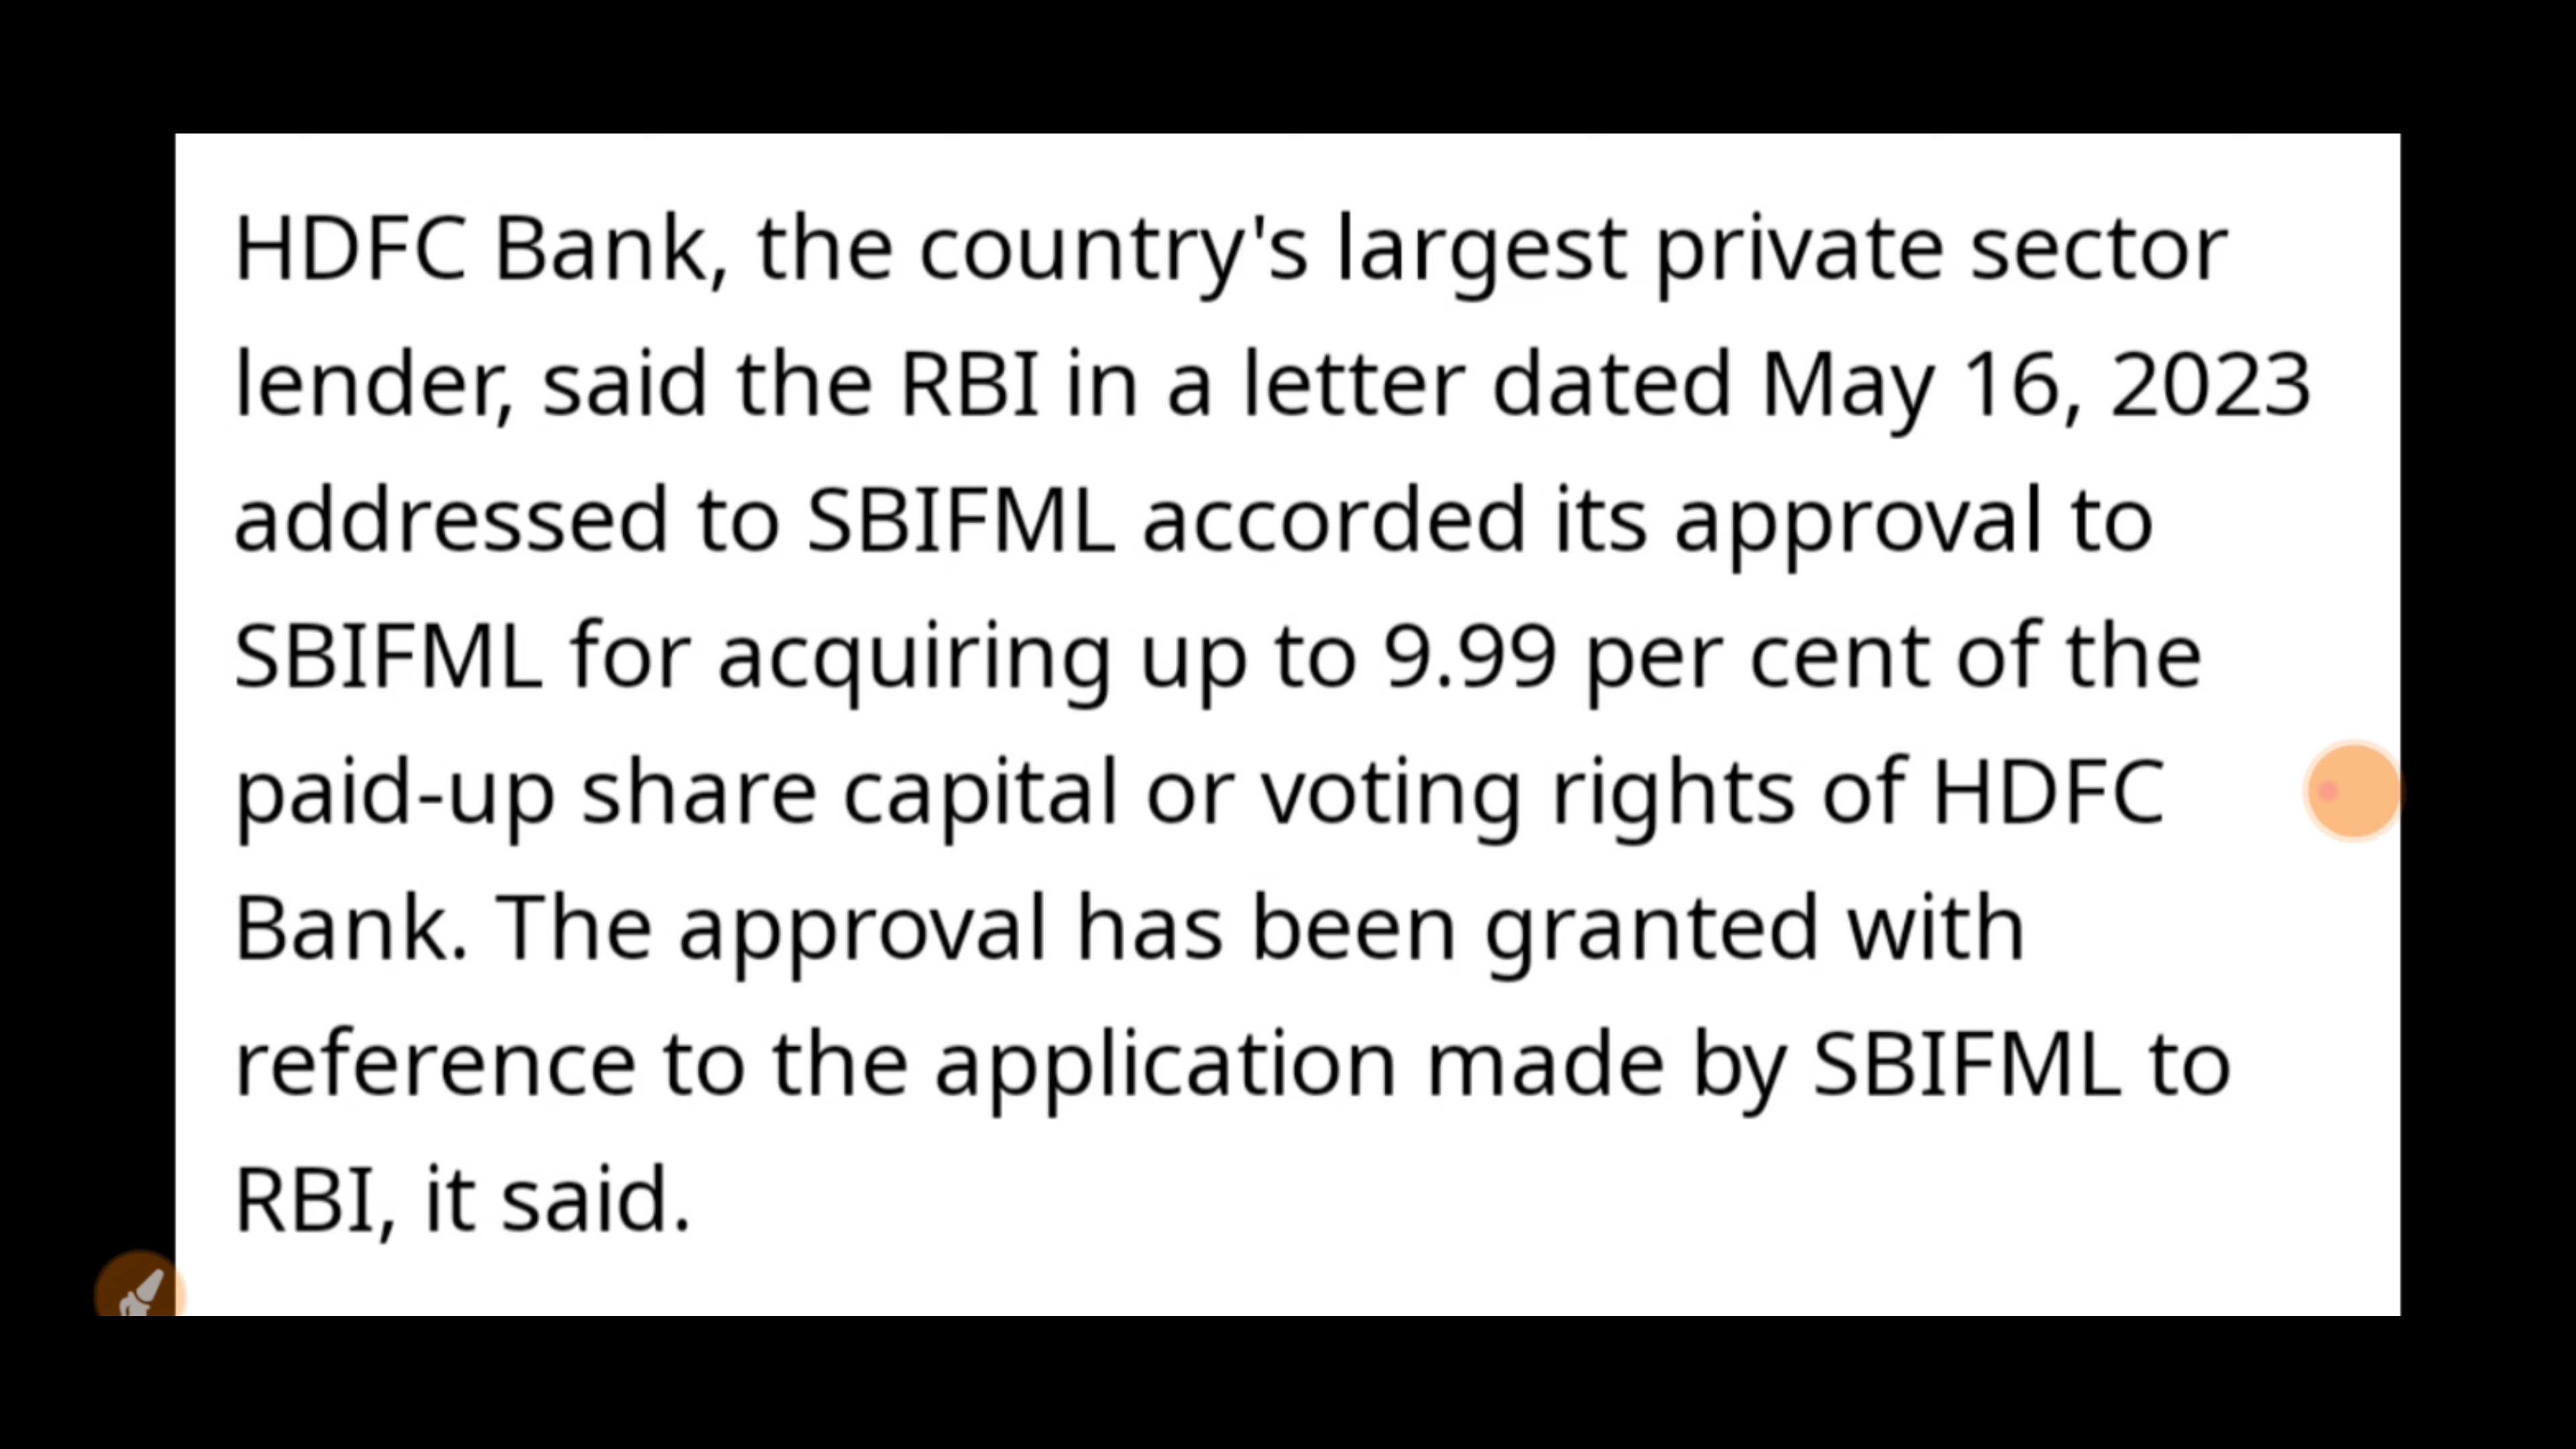 HDFC Bank, the country's largest private sector
lender, said the RBI in a letter dated May 16, 2023
addressed to SBIFML accorded its approval to
SBIFML for acquiring up to 9.99 per cent of the
paid-up share capital or voting rights of HDFC
Bank. The approval has been granted with
reference to the application made by SBIFML to
RBI, it said.